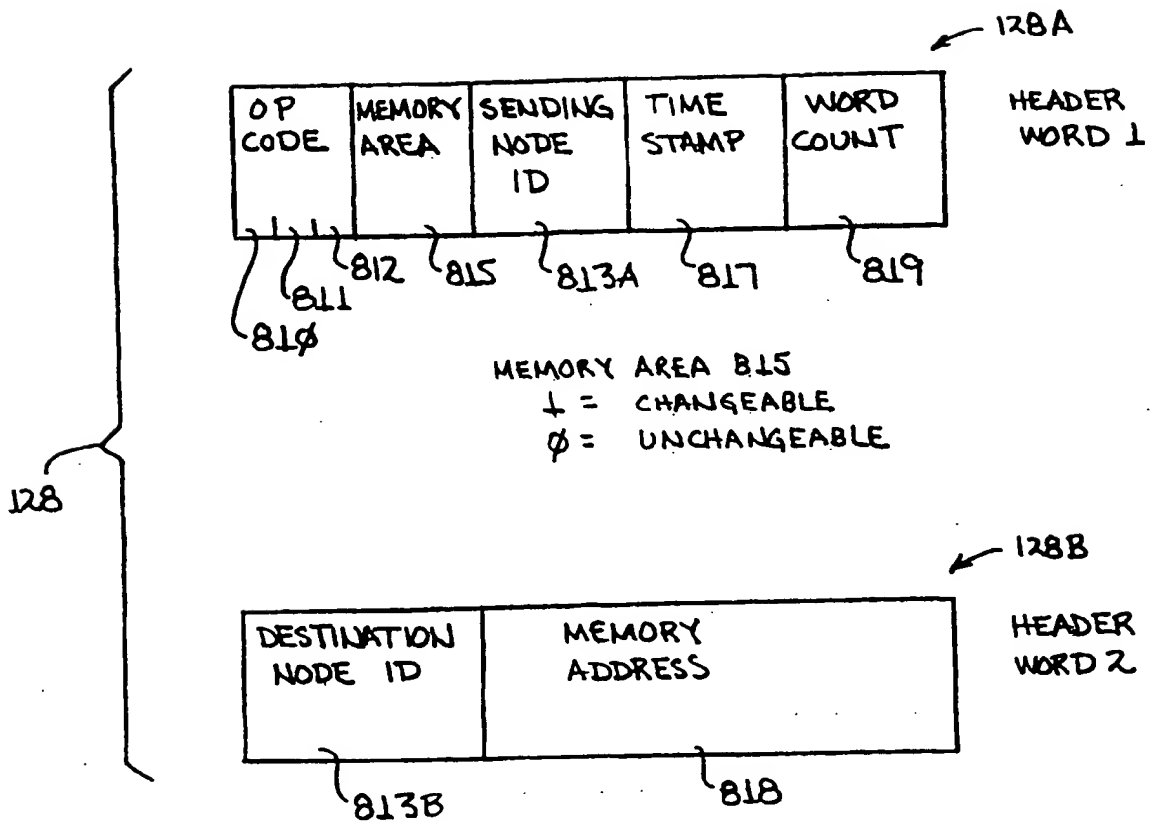 128A
OP CODE
MEMORY AREA
SENDING NODE ID
TIME STAMP
WORD COUNT
HEADER WORD 1
810
811
812
815
813A
817
819
MEMORY AREA 815
1 = CHANGEABLE
0 = UNCHANGEABLE
128
128B
DESTINATION NODE ID
MEMORY ADDRESS
HEADER WORD 2
813B
818